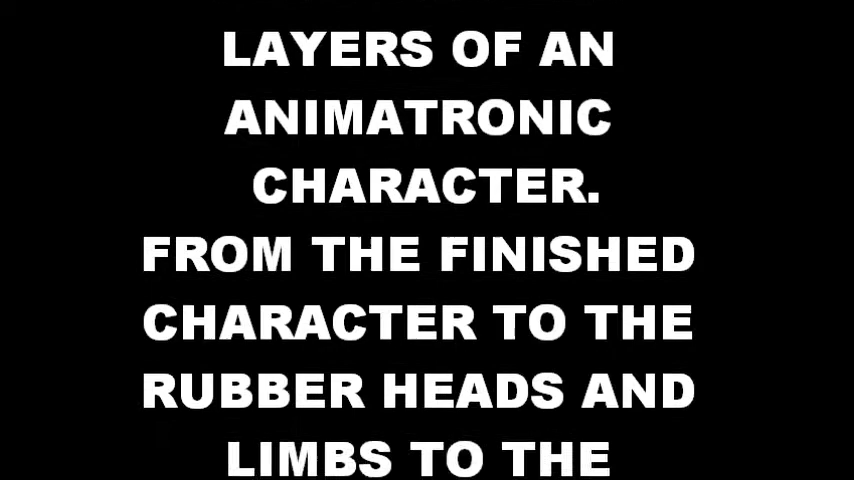 LAYERS OF AN
ANIMATRONIC
CHARACTER.
FROM THE FINISHED
CHARACTER TO THE
RUBBER HEADS AND
LIMBS TO THE